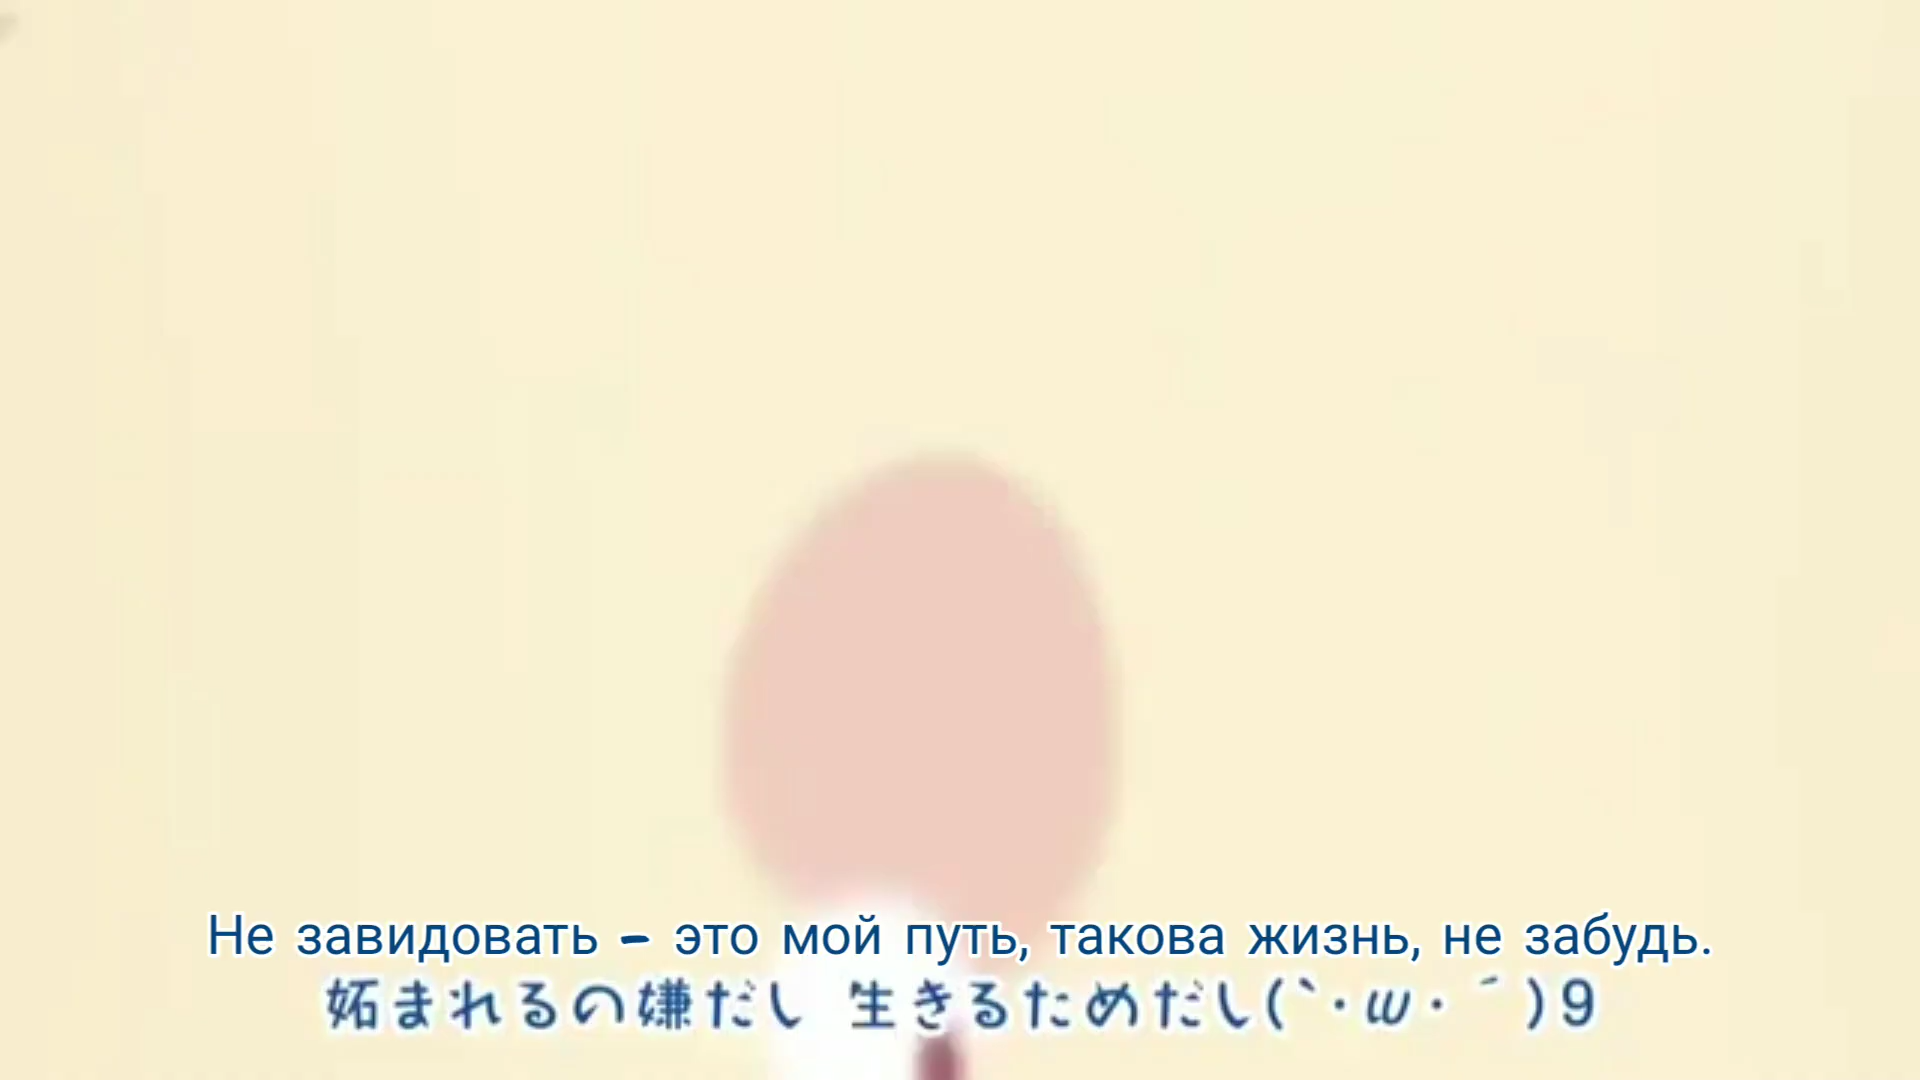 Не завидовать – это мой путь, такова жизнь, не забудь.
妬まれるの嫌だし 生きるためだし(`･ω･´)9